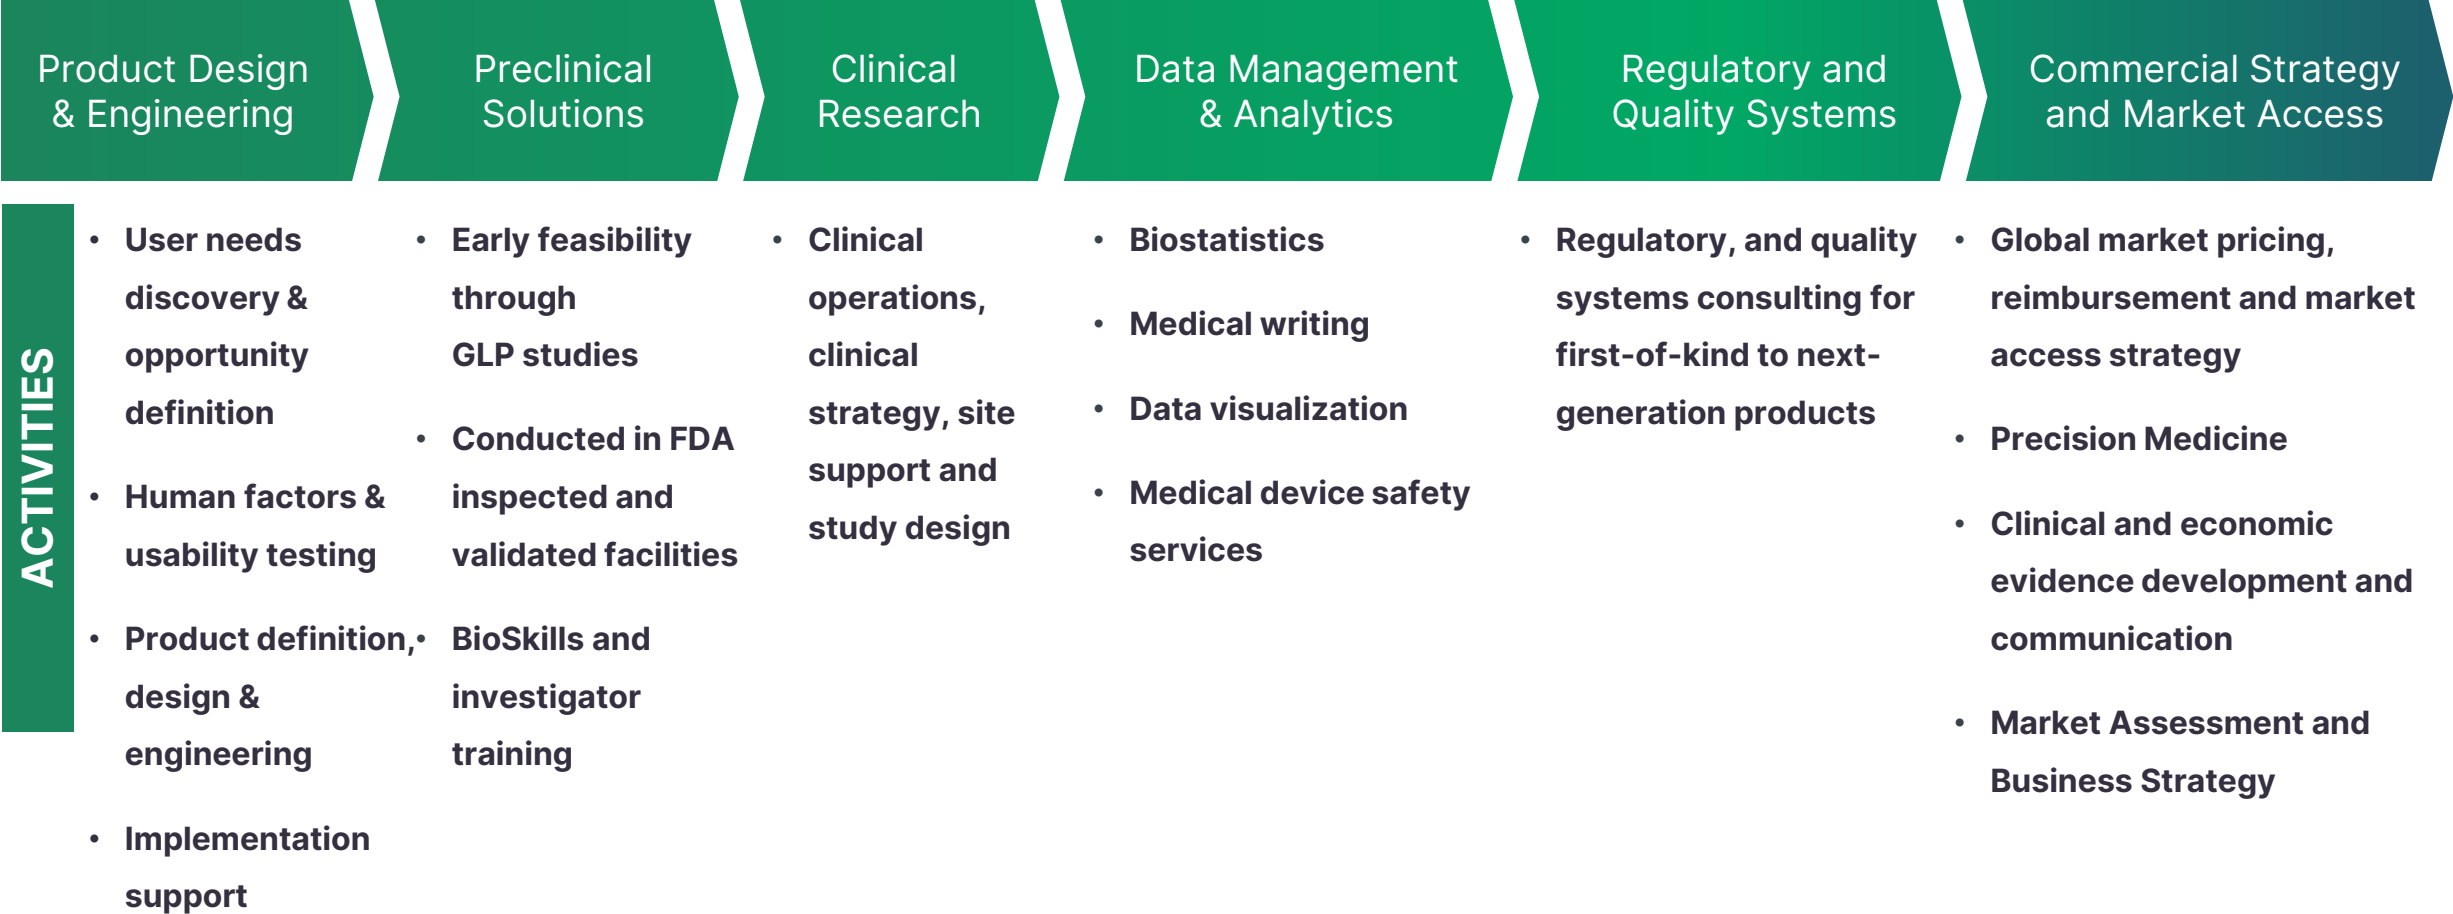 Product Design
& Engineering
Preclinical
Solutions
Clinical
Research
Data Management
& Analytics
Regulatory and
Quality Systems
Commercial Strategy
and Market Access
ACTIVITIES
• User needs
discovery &
opportunity
definition
• Human factors &
usability testing
• Product definition,
design &
engineering
• Implementation
support
• Early feasibility
through
GLP studies
• Conducted in FDA
inspected and
validated facilities
• BioSkills and
investigator
training
• Clinical
operations,
clinical
strategy, site
support and
study design
• Biostatistics
• Medical writing
• Data visualization
• Medical device safety
services
• Regulatory, and quality
systems consulting for
first-of-kind to next-
generation products
• Global market pricing,
reimbursement and market
access strategy
• Precision Medicine
• Clinical and economic
evidence development and
communication
• Market Assessment and
Business Strategy